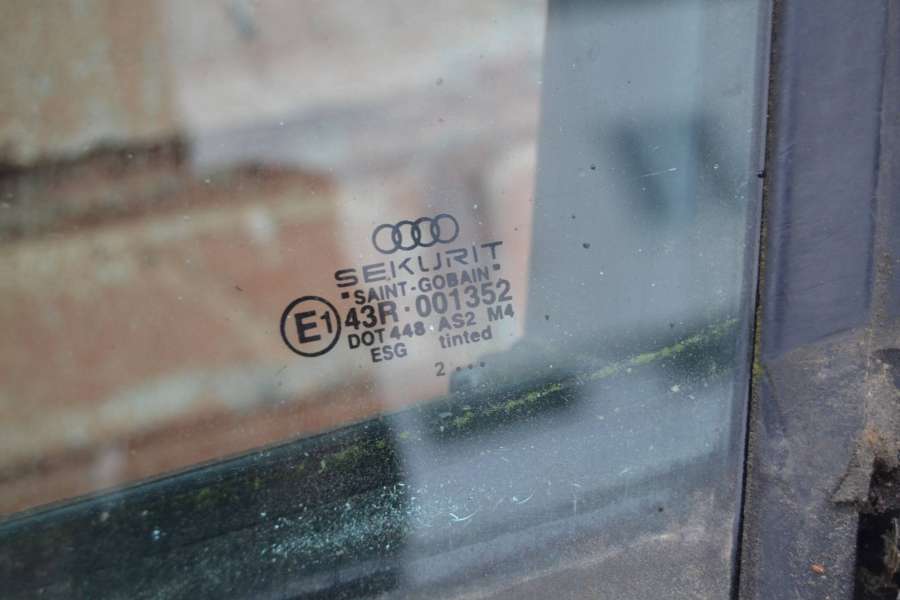 SEKURIT
"SAINT-GOBAIN"
E1 43R·001352
DOT 448 AS2 M4
ESG tinted
2 ...